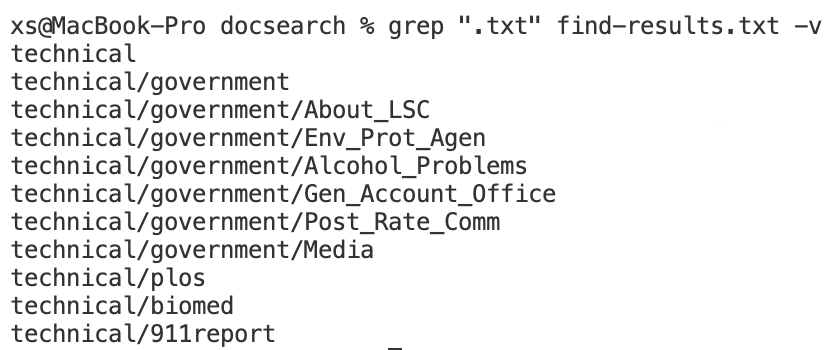 xs@MacBook-Pro docsearch % grep ".txt" find-results.txt -v
technical
technical/government
technical/government/About_LSC
technical/government/Env_Prot_Agen
technical/government/Alcohol_Problems
technical/government/Gen_Account_Office
technical/government/Post_Rate_Comm
technical/government/Media
technical/plos
technical/biomed
technical/911report